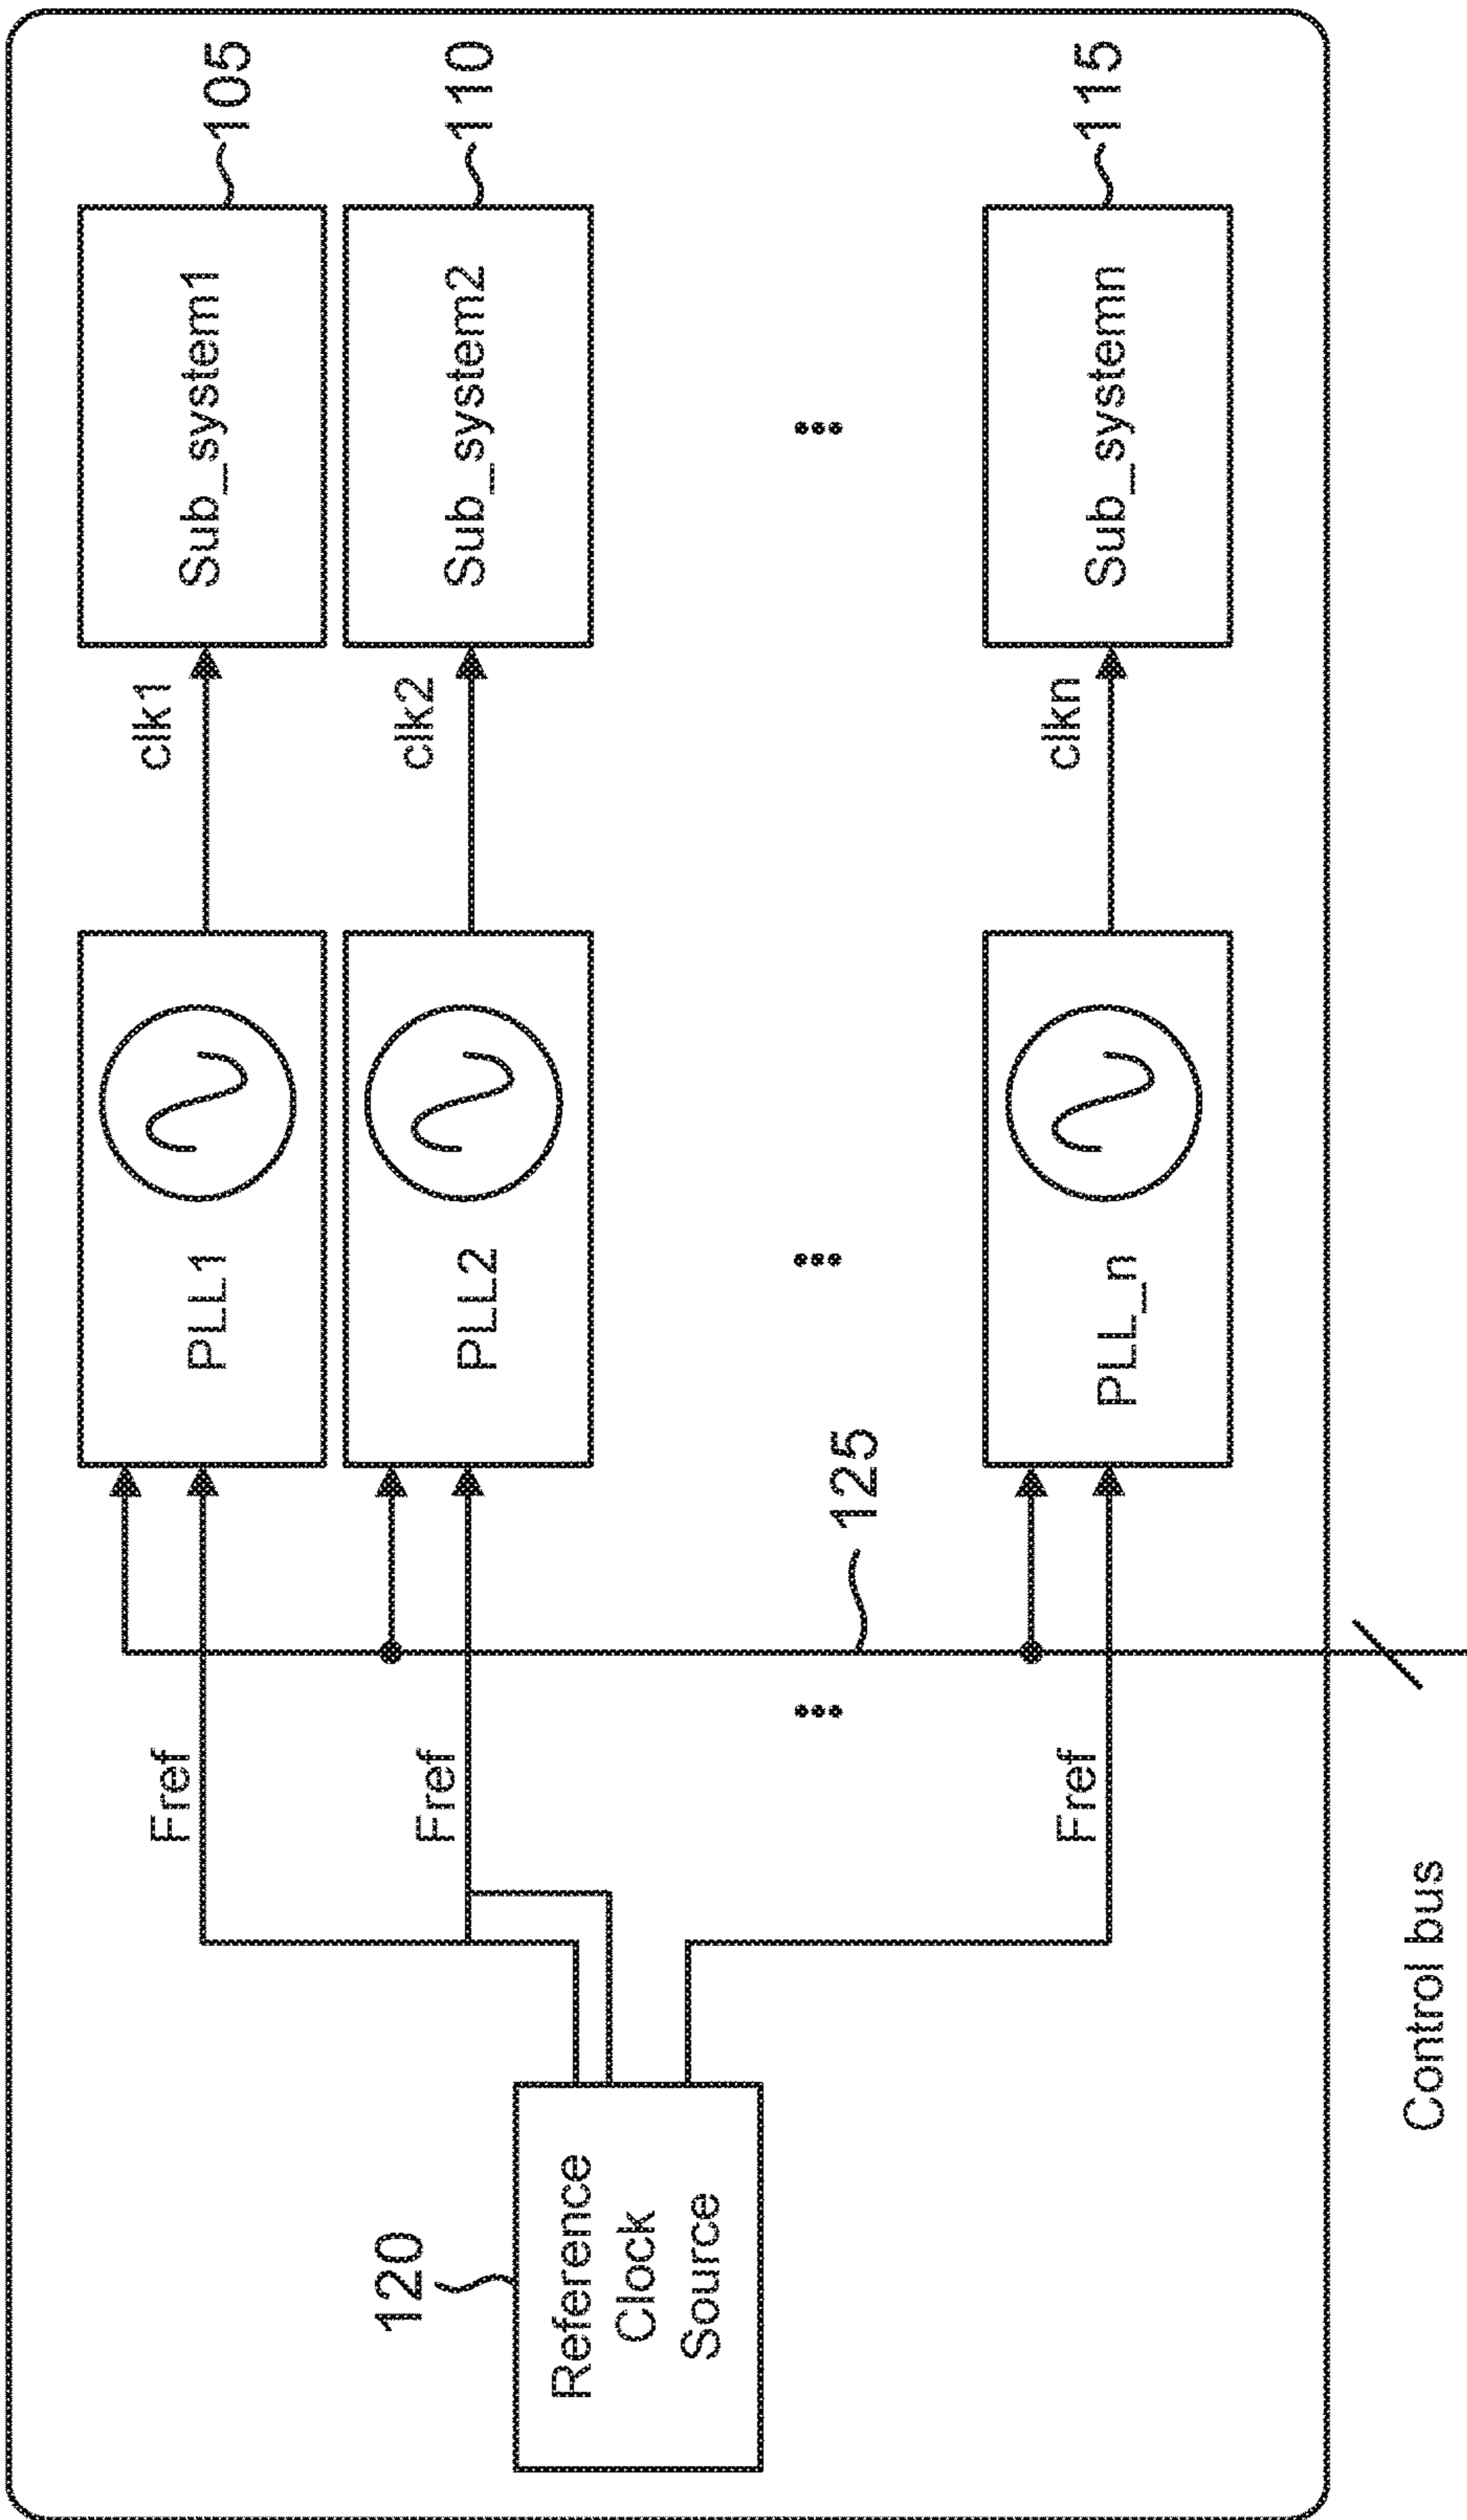 Sub_system1
105
Sub_system2
110
Sub_systemn
115
clk1
clk2
clkn
PLL1
PLL2
PLL_n
125
Fref
Fref
Fref
120
Reference
Clock
Source
Control bus